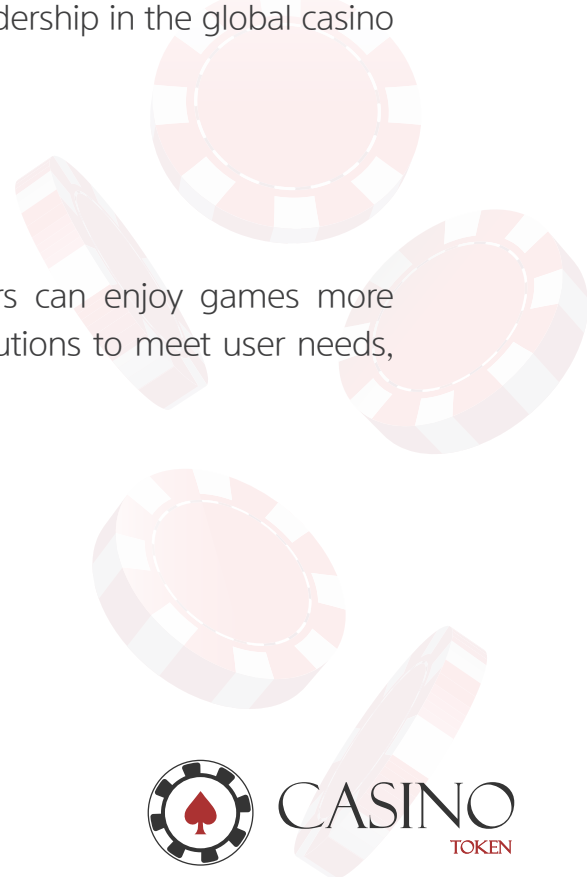 dership in the global casino
rs can enjoy games more
utions to meet user needs,
CASINO
TOKEN